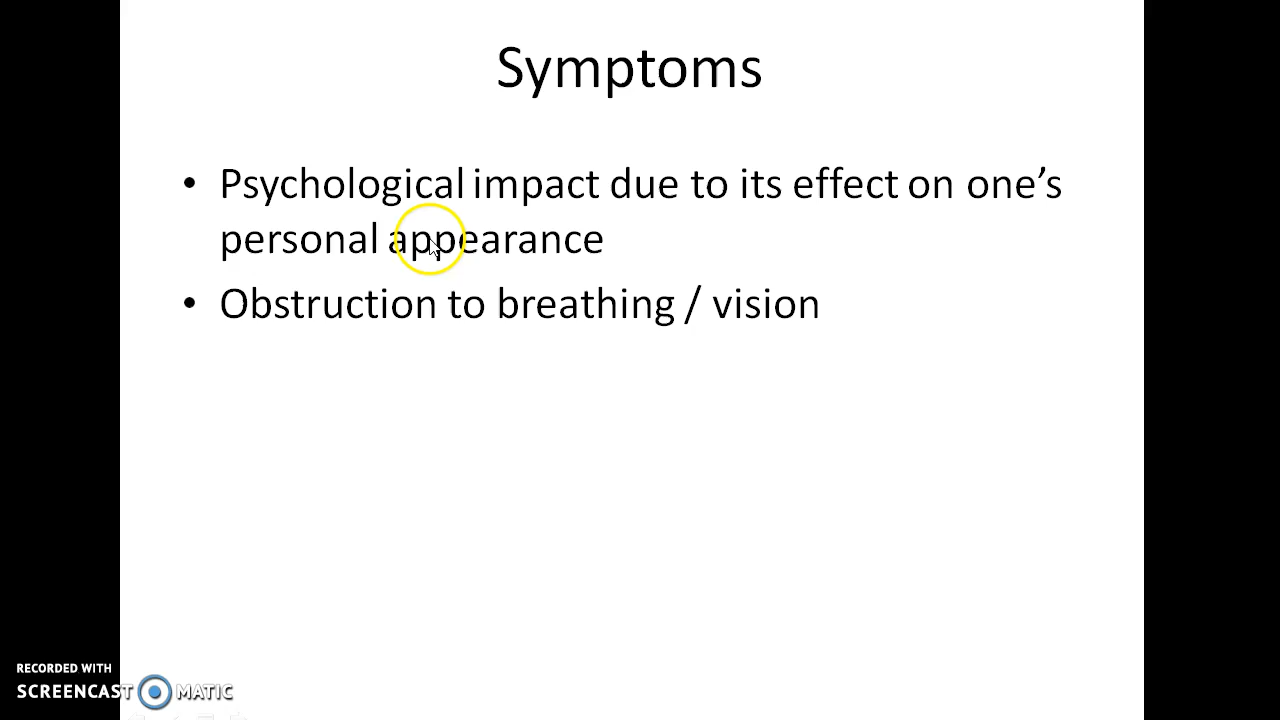 Symptoms
• Psychological impact due to its effect on one’s
personal appearance
• Obstruction to breathing / vision
RECORDED WITH
SCREENCAST MATIC